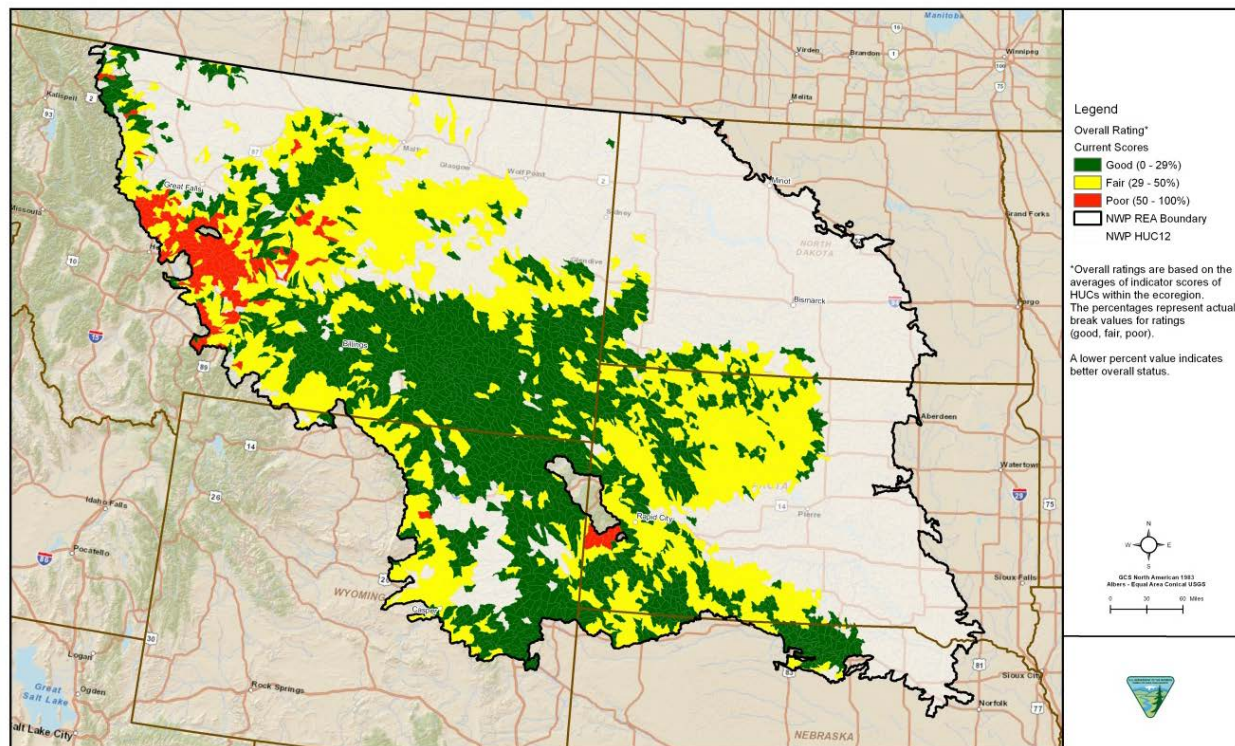 Manitoba
Virden
Brandon
Winnipeg
Melita
Kalispell
Great Falls
Missoula
Malta
Glasgow
Wolf Point
Sidney
Glendive
Minot
NORTH
DAKOTA
Grand Forks
Bismarck
Fargo
Billings
Aberdeen
Watertown
Rapid City
Pierre
Sioux Falls
Sioux City
Norfolk
NEBRASKA
WYOMING
Casper
Idaho Falls
Pocatello
Logan
Ogden
Great
Salt Lake
Rock Springs
Legend
Overall Rating*
Current Scores
Good (0 - 29%)
Fair (29 - 50%)
Poor (50 - 100%)
NWP REA Boundary
NWP HUC12
*Overall ratings are based on the
averages of indicator scores of
HUCs within the ecoregion.
The percentages represent actual
break values for ratings
(good, fair, poor).
A lower percent value indicates
better overall status.
N
W
E
S
GCS North American 1983
Albers - Equal Area Conical USGS
0 30 60 Miles